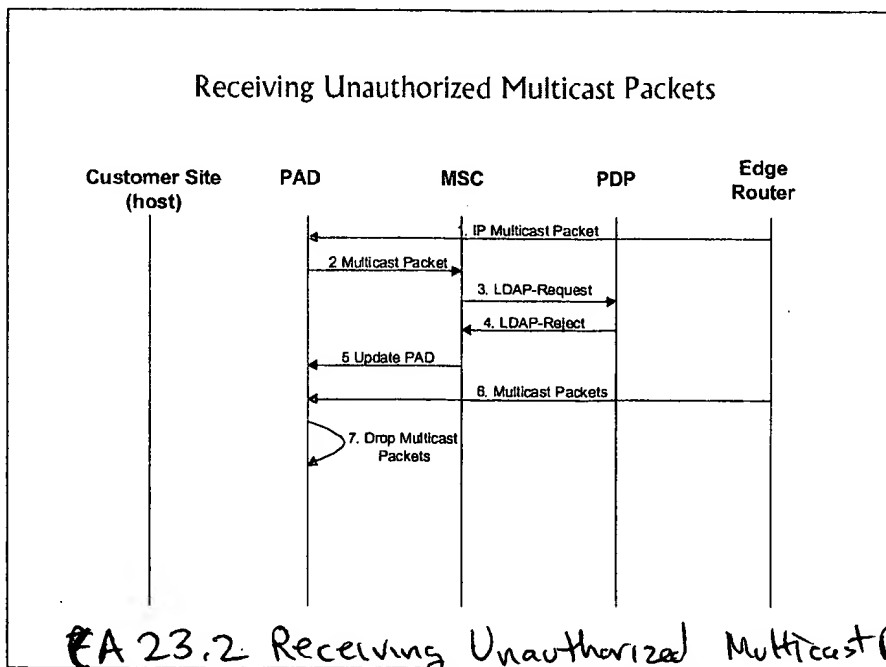 Receiving Unauthorized Multicast Packets
Customer Site (host)
PAD
MSC
PDP
Edge Router
1. IP Multicast Packet
2 Multicast Packet
3. LDAP-Request
4. LDAP-Reject
5 Update PAD
6. Multicast Packets
7. Drop Multicast
Packets
A 23.2 Receiving Unauthorized Multicast